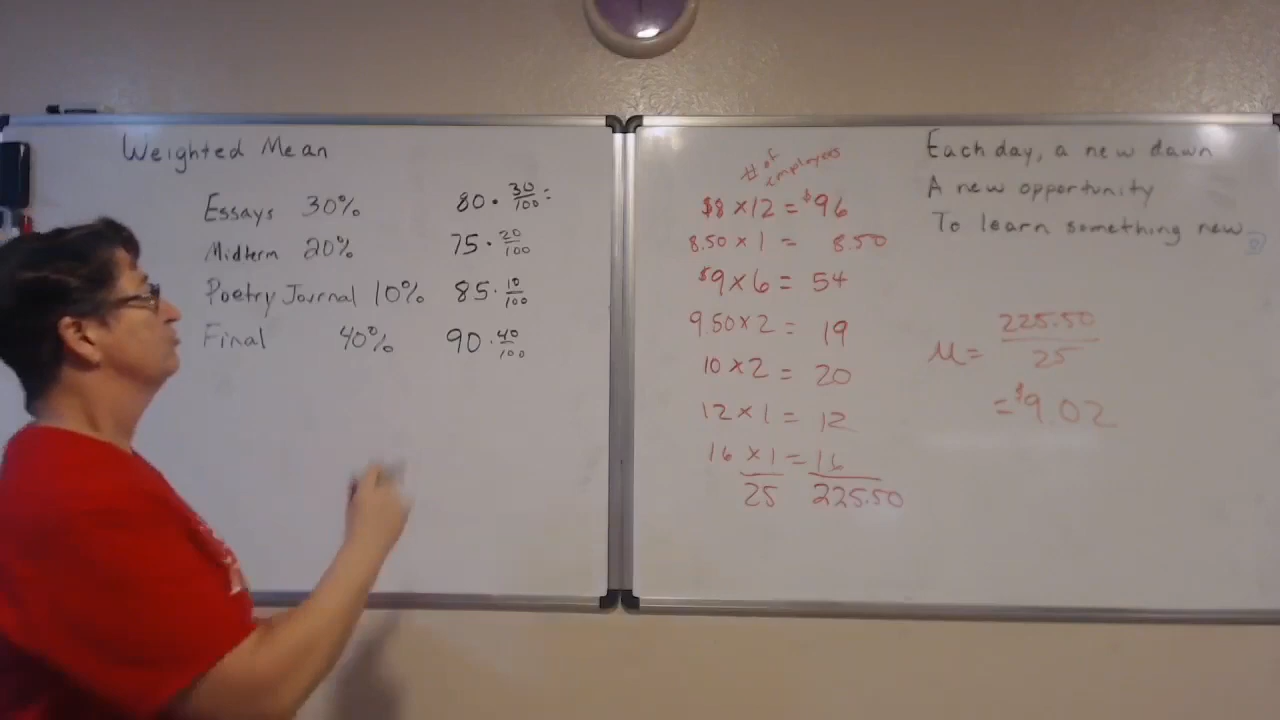 Weighted Mean
Essays 30% 80 · 30/100 =
Midterm 20% 75 · 20/100
Poetry Journal 10% 85 · 10/100
Final 40% 90 · 40/100
# of employees
$8 x 12 = $96
8.50 x 1 = 8.50
$9 x 6 = 54
9.50 x 2 = 19
10 x 2 = 20
12 x 1 = 12
16 x 1 = 16
25 225.50
Each day, a new dawn
A new opportunity
To learn something new
μ = 225.50/25
= $9.02